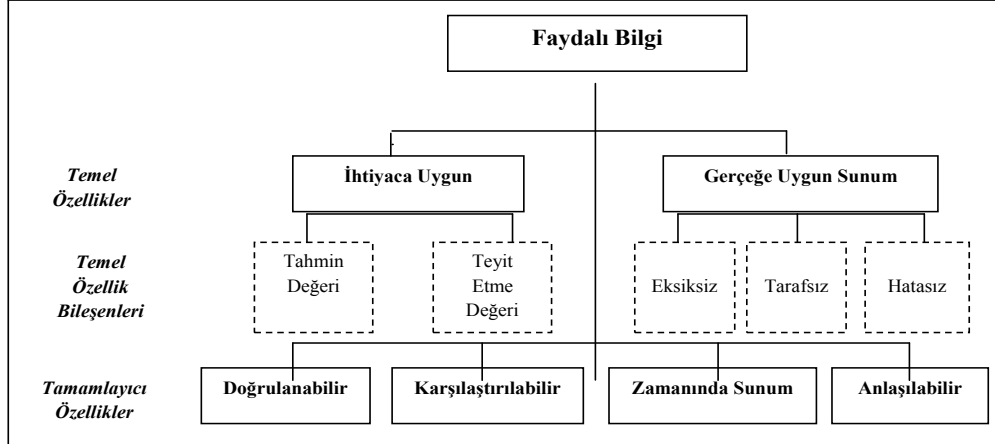 Faydalı Bilgi
Temel
Özellikler
İhtiyaca Uygun
Gerçeğe Uygun Sunum
Temel
Özellik
Bileşenleri
Tahmin
Değeri
Teyit
Etme
Değeri
Eksiksiz
Tarafsız
Hatasız
Tamamlayıcı
Özellikler
Doğrulanabilir
Karşılaştırılabilir
Zamanında Sunum
Anlaşılabilir